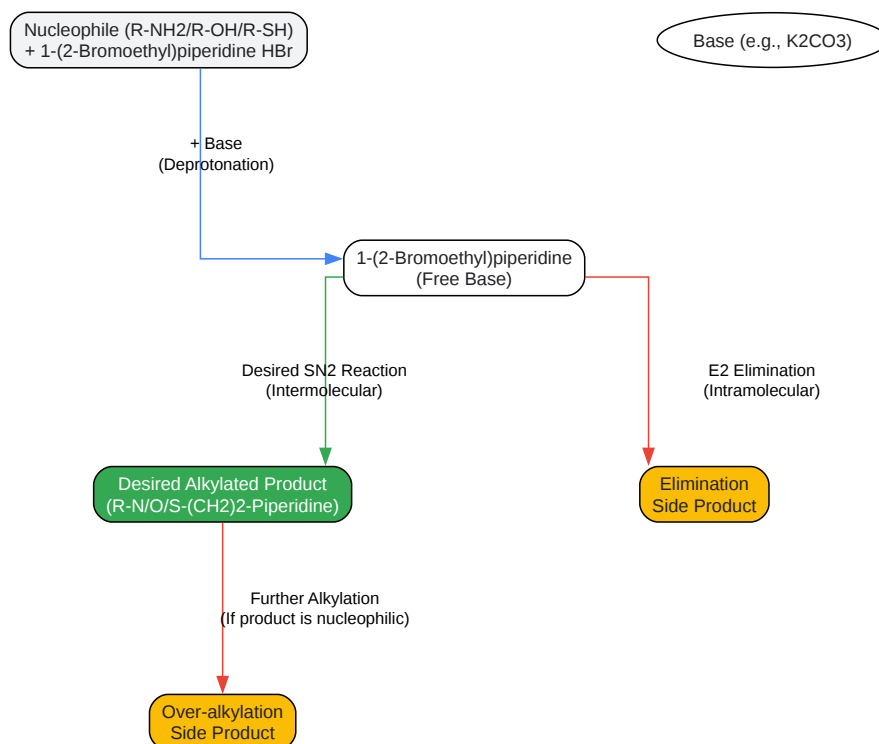 Nucleophile (R-NH2/R-OH/R-SH)
+ 1-(2-Bromoethyl)piperidine HBr
Base (e.g., K2CO3)
+ Base
(Deprotonation)
1-(2-Bromoethyl)piperidine
(Free Base)
Desired SN2 Reaction
(Intermolecular)
E2 Elimination
(Intramolecular)
Desired Alkylated Product
(R-N/O/S-(CH2)2-Piperidine)
Elimination
Side Product
Further Alkylation
(If product is nucleophilic)
Over-alkylation
Side Product